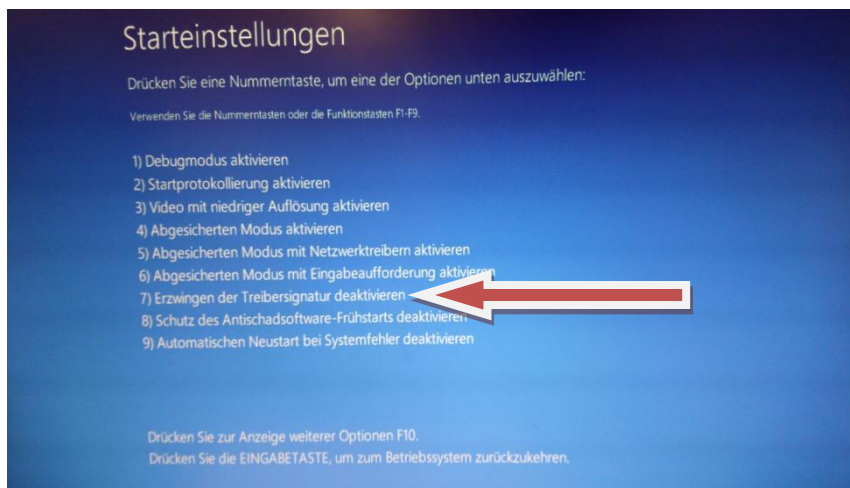 Starteinstellungen
Drücken Sie eine Nummerntaste, um eine der Optionen unten auszuwählen:
Verwenden Sie die Nummerntasten oder die Funktionstasten F1-F9.
1) Debugmodus aktivieren
2) Startprotokollierung aktivieren
3) Video mit niedriger Auflösung aktivieren
4) Abgesicherten Modus aktivieren
5) Abgesicherten Modus mit Netzwerktreibern aktivieren
6) Abgesicherten Modus mit Eingabeaufforderung aktivieren
7) Erzwingen der Treibersignatur deaktivieren
8) Schutz des Antischadsoftware-Frühstarts deaktivieren
9) Automatischen Neustart bei Systemfehler deaktivieren
Drücken Sie zur Anzeige weiterer Optionen F10.
Drücken Sie die EINGABETASTE, um zum Betriebssystem zurückzukehren.